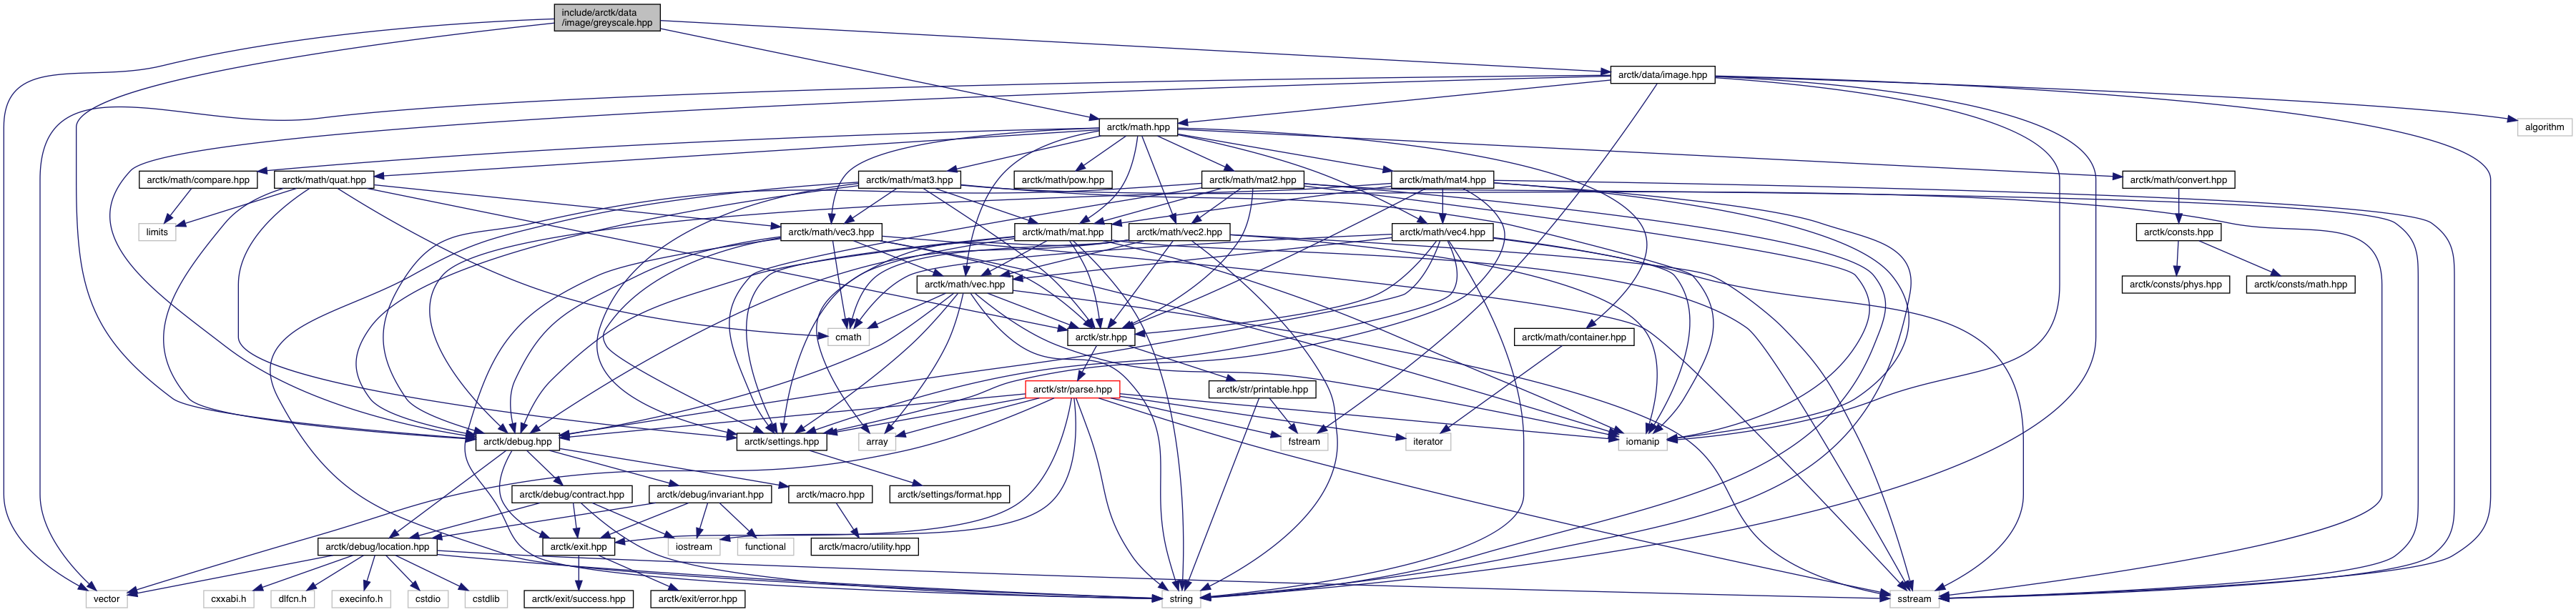 include/arctk/data
/image/greyscale.hpp
arctk/data/image.hpp
arctk/math.hpp
algorithm
arctk/math/compare.hpp
arctk/math/quat.hpp
arctk/math/mat3.hpp
arctk/math/pow.hpp
arctk/math/mat2.hpp
arctk/math/mat4.hpp
arctk/math/convert.hpp
limits
arctk/math/vec3.hpp
arctk/math/mat.hpp
arctk/math/vec2.hpp
arctk/math/vec4.hpp
arctk/consts.hpp
arctk/math/vec.hpp
arctk/consts/phys.hpp
arctk/consts/math.hpp
cmath
arctk/str.hpp
arctk/math/container.hpp
arctk/str/parse.hpp
arctk/str/printable.hpp
arctk/debug.hpp
arctk/settings.hpp
array
fstream
iterator
iomanip
arctk/debug/contract.hpp
arctk/debug/invariant.hpp
arctk/macro.hpp
arctk/settings/format.hpp
arctk/debug/location.hpp
arctk/exit.hpp
iostream
functional
arctk/macro/utility.hpp
vector
cxxabi.h
dlfcn.h
execinfo.h
cstdio
cstdlib
arctk/exit/success.hpp
arctk/exit/error.hpp
string
sstream